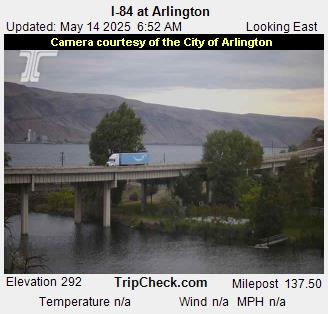 I-84 at Arlington
Updated: May 14 2025 6:52 AM Looking East
Camera courtesy of the City of Arlington
Elevation 292 TripCheck.com Milepost 137.50
Temperature n/a Wind n/a MPH n/a